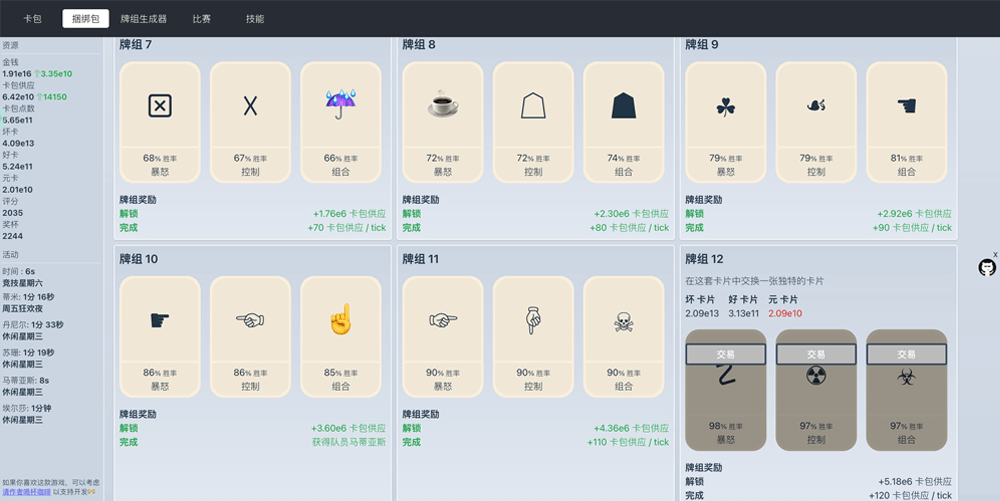 卡包 捆绑包 牌组生成器 比赛 技能
资源
金钱
1.91e16 ⇡3.35e10
卡包供应
6.42e10 ⇡14150
卡包点数
5.65e11
坏卡
4.09e13
好卡
5.24e11
元卡
2.01e10
评分
2035
奖杯
2244
活动
时间 : 6s
竞技星期六
蒂米: 1分 16秒
周五狂欢夜
丹尼尔: 1分 33秒
休闲星期三
苏珊: 1分 19秒
休闲星期三
马蒂亚斯: 8s
休闲星期三
埃尔莎: 1分钟
休闲星期三
如果你喜欢这款游戏，可以考虑
请作者喝杯咖啡 以支持开发
牌组 7
68% 胜率 67% 胜率 66% 胜率
暴怒 控制 组合
牌组奖励
解锁 +1.76e6 卡包供应
完成 +70 卡包供应 / tick
牌组 8
72% 胜率 72% 胜率 74% 胜率
暴怒 控制 组合
牌组奖励
解锁 +2.30e6 卡包供应
完成 +80 卡包供应 / tick
牌组 9
79% 胜率 79% 胜率 81% 胜率
暴怒 控制 组合
牌组奖励
解锁 +2.92e6 卡包供应
完成 +90 卡包供应 / tick
牌组 10
86% 胜率 86% 胜率 85% 胜率
暴怒 控制 组合
牌组奖励
解锁 +3.60e6 卡包供应
完成 获得队员马蒂亚斯
牌组 11
90% 胜率 90% 胜率 90% 胜率
暴怒 控制 组合
牌组奖励
解锁 +4.36e6 卡包供应
完成 +110 卡包供应 / tick
牌组 12
在这套卡片中交换一张独特的卡片
坏 卡片 好 卡片 元 卡片
2.09e13 3.13e11 2.09e10
交易 交易 交易
98% 胜率 97% 胜率 97% 胜率
暴怒 控制 组合
牌组奖励
解锁 +5.18e6 卡包供应
完成 +120 卡包供应 / tick
x